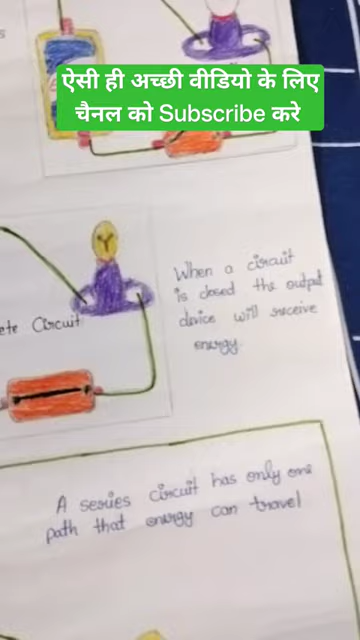 ऐसी ही अच्छी वीडियो के लिए
चैनल को Subscribe करे
When a circuit
is closed the output
device will receive
energy.
Circuit
A series circuit has only one
path that energy can travel